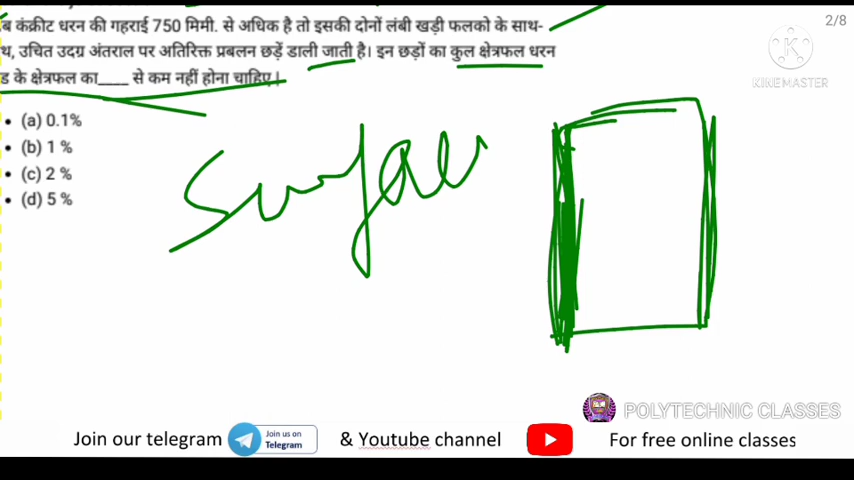 ब कंक्रीट धरन की गहराई 750 मिमी. से अधिक है तो इसकी दोनों लंबी खड़ी फलको के साथ-
थ, उचित उदग्र अंतराल पर अतिरिक्त प्रबलन छड़ें डाली जाती है। इन छड़ों का कुल क्षेत्रफल धरन
ड के क्षेत्रफल का____ से कम नहीं होना चाहिए।
2/8
KINEMASTER
• (a) 0.1%
• (b) 1 %
• (c) 2 %
• (d) 5 %
POLYTECHNIC CLASSES
Join our telegram
Join us on
Telegram
& Youtube channel
For free online classes